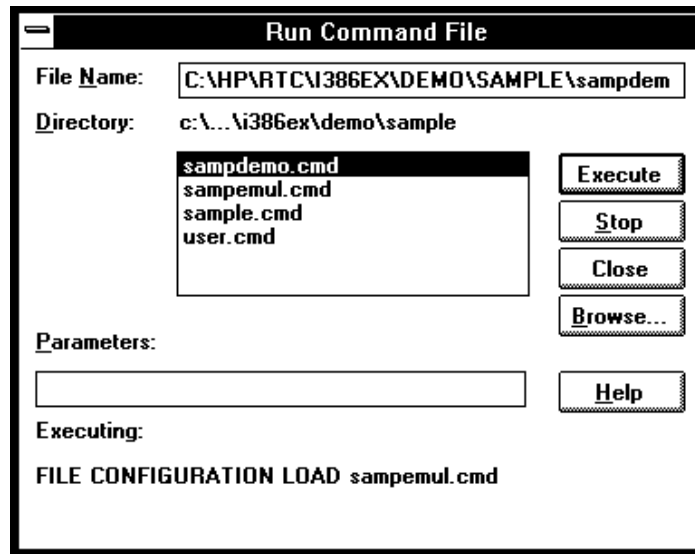 Run Command File
File Name: C:\HP\RTC\I386EX\DEMO\SAMPLE\sampdem
Directory: c:\...\i386ex\demo\sample
sampdemo.cmd
sampemul.cmd
sample.cmd
user.cmd
Execute
Stop
Close
Browse...
Parameters:
Help
Executing:
FILE CONFIGURATION LOAD sampemul.cmd